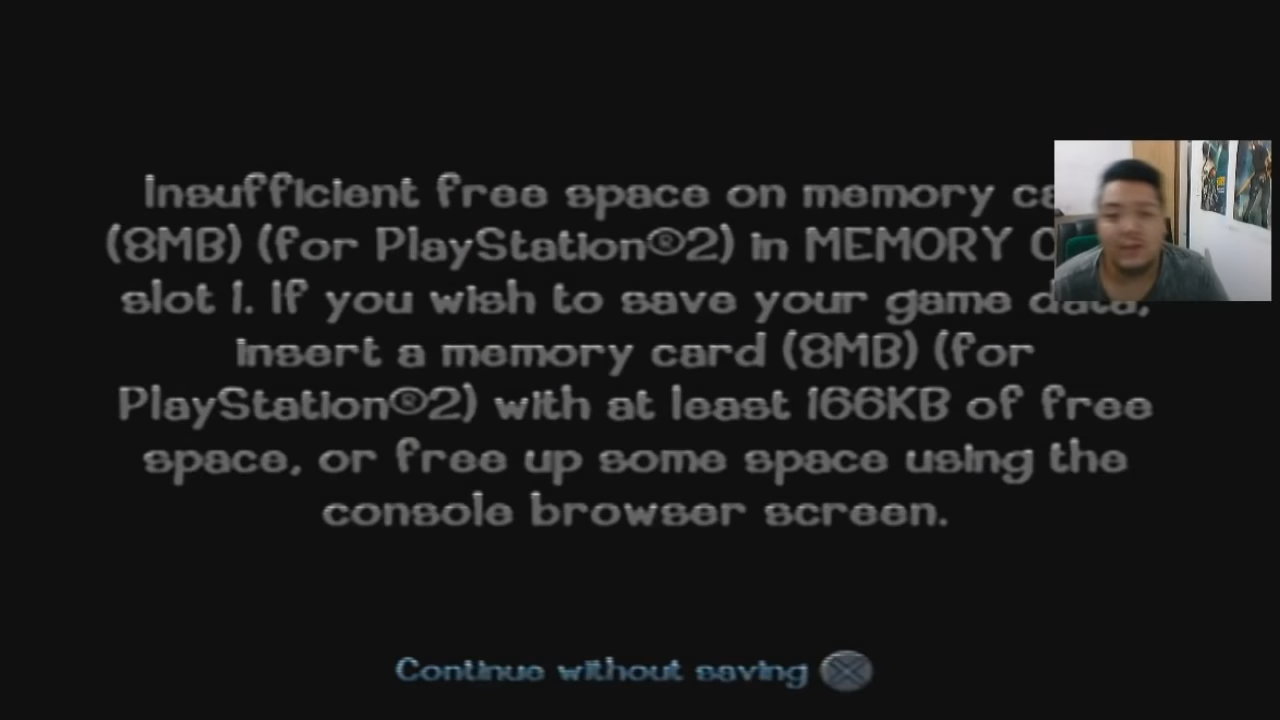 Insufficient free space on memory
(8MB) (for PlayStation®2) in MEMORY
slot 1. If you wish to save your game data,
insert a memory card (8MB) (for
PlayStation®2) with at least 166KB of free
space, or free up some space using the
console browser screen.
Continue without saving